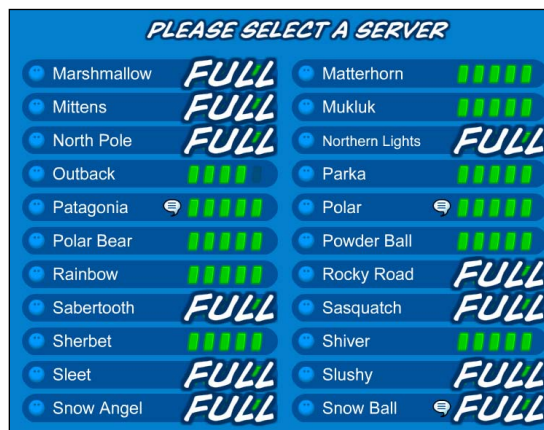 PLEASE SELECT A SERVER
Marshmallow FULL
Matterhorn
Mittens FULL
Mukluk
North Pole FULL
Northern Lights FULL
Outback
Parka
Patagonia
Polar
Polar Bear
Powder Ball
Rainbow
Rocky Road FULL
Sabertooth FULL
Sasquatch FULL
Sherbet
Shiver
Sleet FULL
Slushy FULL
Snow Angel FULL
Snow Ball FULL